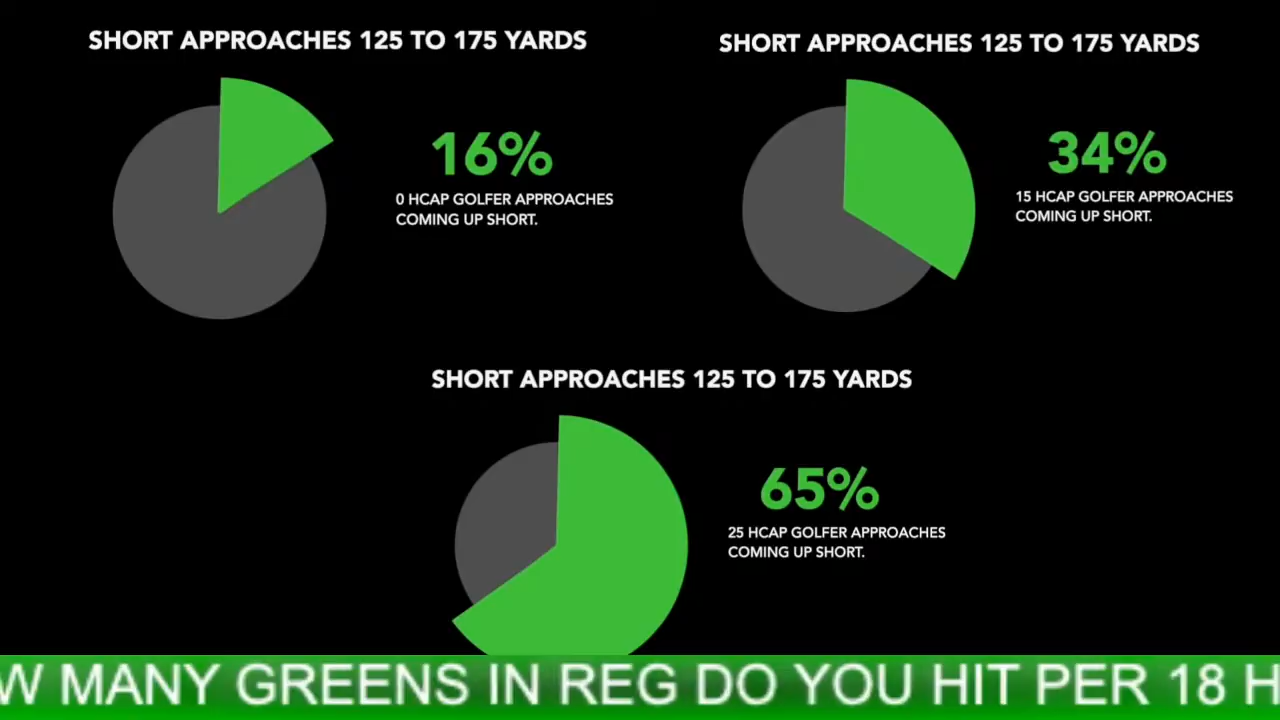 SHORT APPROACHES 125 TO 175 YARDS
16%
0 HCAP GOLFER APPROACHES
COMING UP SHORT.
SHORT APPROACHES 125 TO 175 YARDS
34%
15 HCAP GOLFER APPROACHES
COMING UP SHORT.
SHORT APPROACHES 125 TO 175 YARDS
65%
25 HCAP GOLFER APPROACHES
COMING UP SHORT.
W MANY GREENS IN REG DO YOU HIT PER 18 H